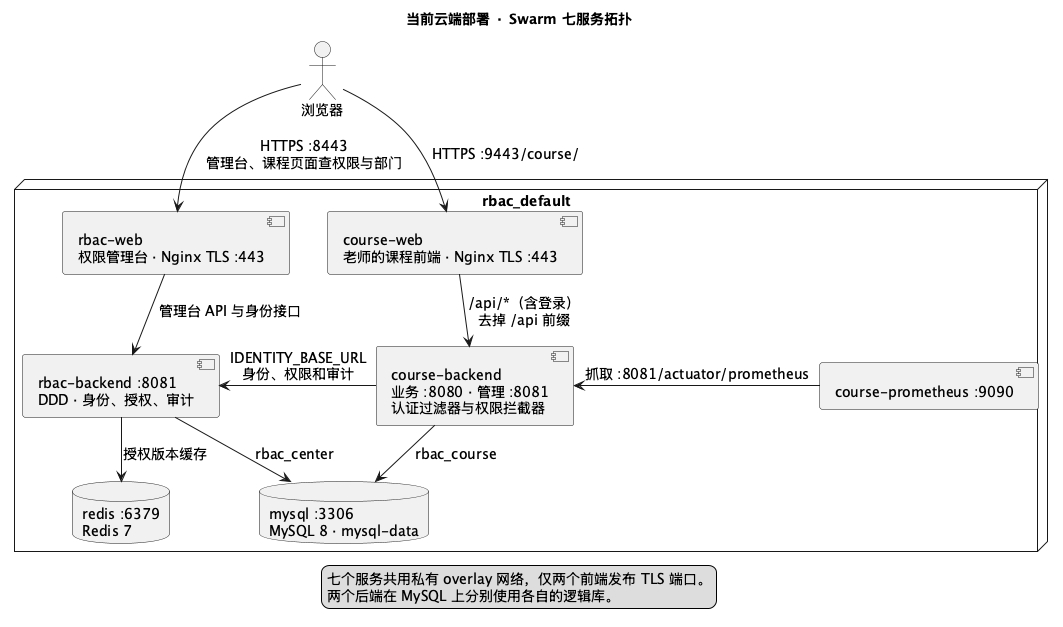 当前云端部署 · Swarm 七服务拓扑
浏览器
HTTPS :8443
管理台、课程页面查权限与部门
HTTPS :9443/course/
rbac_default
rbac-web
权限管理台 · Nginx TLS :443
course-web
老师的课程前端 · Nginx TLS :443
管理台 API 与身份接口
/api/*（含登录）
去掉 /api 前缀
rbac-backend :8081
DDD · 身份、授权、审计
IDENTITY_BASE_URL
身份、权限和审计
course-backend
业务 :8080 · 管理 :8081
认证过滤器与权限拦截器
抓取 :8081/actuator/prometheus
course-prometheus :9090
授权版本缓存
rbac_center
rbac_course
redis :6379
Redis 7
mysql :3306
MySQL 8 · mysql-data
七个服务共用私有 overlay 网络，仅两个前端发布 TLS 端口。
两个后端在 MySQL 上分别使用各自的逻辑库。